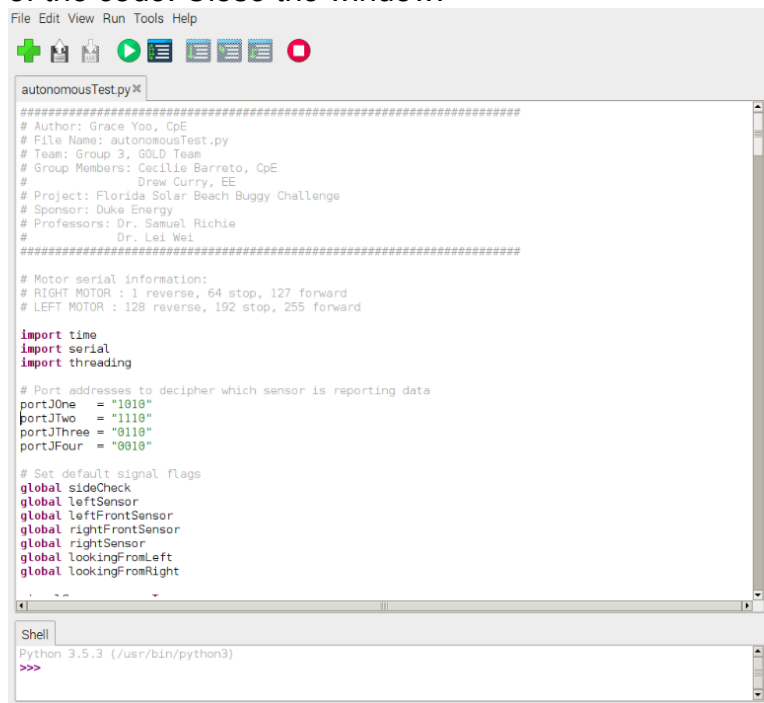 of the code. Close the window.
File Edit View Run Tools Help
autonomousTest.py
########################################################################
# Author: Grace Yoo, CpE
# File Name: autonomousTest.py
# Team: Group 3, GOLD Team
# Group Members: Cecilie Barreto, CpE
#                Drew Curry, EE
# Project: Florida Solar Beach Buggy Challenge
# Sponsor: Duke Energy
# Professors: Dr. Samuel Richie
#             Dr. Lei Wei
########################################################################
# Motor serial information:
# RIGHT MOTOR : 1 reverse, 64 stop, 127 forward
# LEFT MOTOR : 128 reverse, 192 stop, 255 forward
import time
import serial
import threading
# Port addresses to decipher which sensor is reporting data
portJOne   = "1010"
portJTwo   = "1110"
portJThree = "0110"
portJFour  = "0010"
# Set default signal flags
global sideCheck
global leftSensor
global leftFrontSensor
global rightFrontSensor
global rightSensor
global lookingFromLeft
global lookingFromRight
Shell
Python 3.5.3 (/usr/bin/python3)
>>>